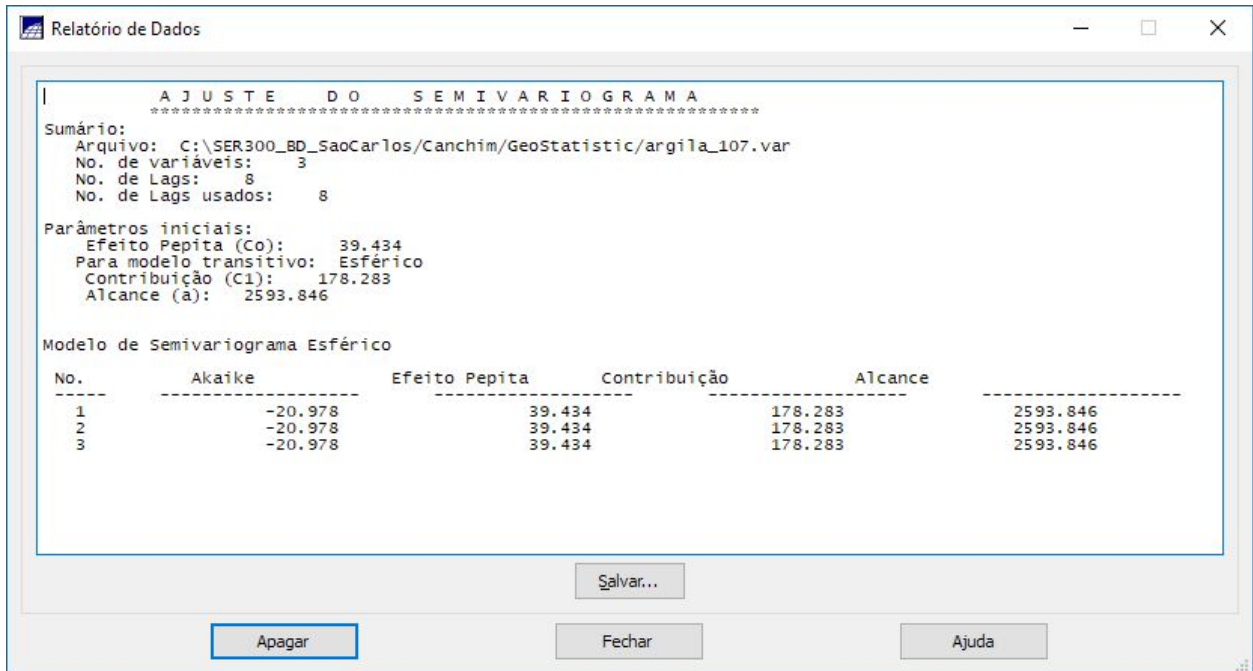 Relatório de Dados
A J U S T E D O S E M I V A R I O G R A M A
**********************************************************
Sumário:
Arquivo: C:\SER300_BD_SaoCarlos/Canchim/GeoStatistic/argila_107.var
No. de variáveis: 3
No. de Lags: 8
No. de Lags usados: 8
Parâmetros iniciais:
Efeito Pepita (Co): 39.434
Para modelo transitivo: Esférico
Contribuição (C1): 178.283
Alcance (a): 2593.846
Modelo de Semivariograma Esférico
No. Akaike Efeito Pepita Contribuição Alcance
----- ------------------- ------------------- ------------------- -------------------
1 -20.978 39.434 178.283 2593.846
2 -20.978 39.434 178.283 2593.846
3 -20.978 39.434 178.283 2593.846
Salvar...
Apagar Fechar Ajuda